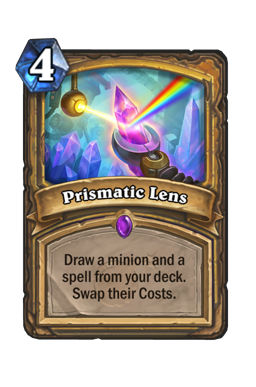 4
Prismatic Lens
Draw a minion and a
spell from your deck.
Swap their Costs.